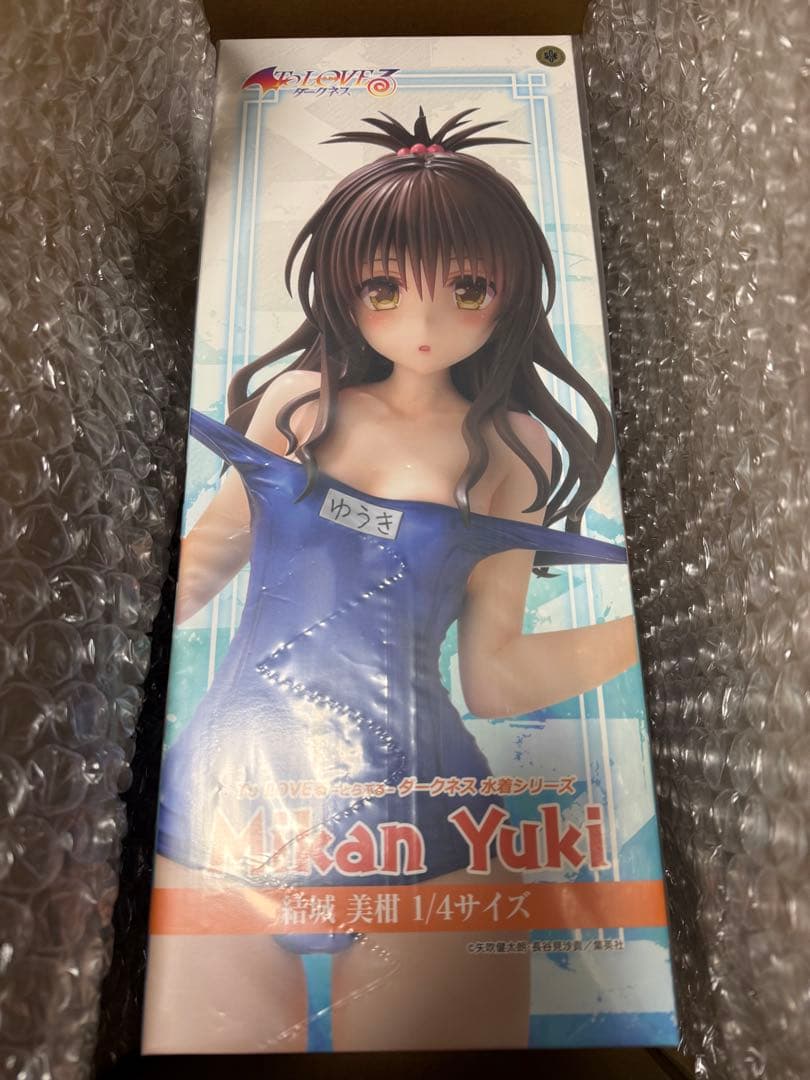 To LOVEる
ダークネス
ゆうき
To LOVEる -とらぶる- ダークネス 水着シリーズ
Mikan Yuki
結城 美柑 1/4サイズ
©矢吹健太朗・長谷見沙貴／集英社